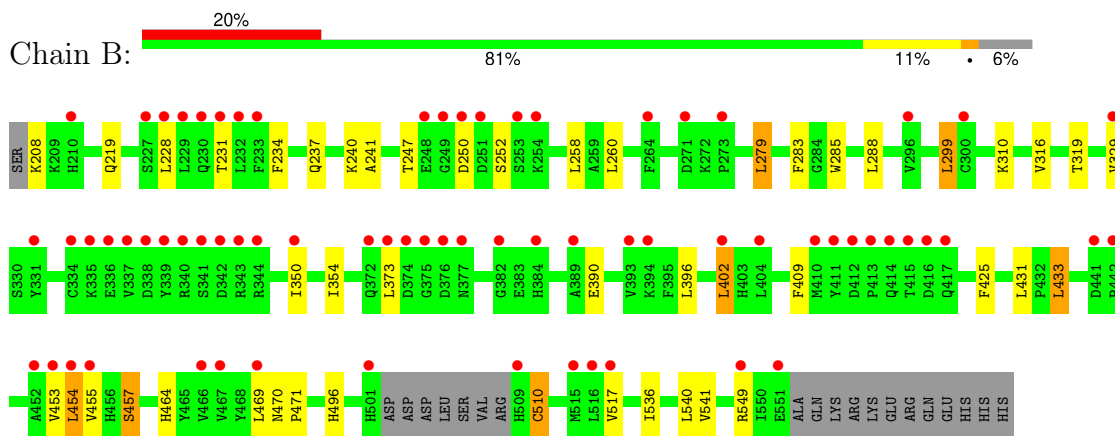 20%
Chain B:
81% 11% • 6%
SER K208 K209 H210 Q219 S227 L228 L229 Q230 T231 L232 F233 F234 Q237 K240 A241 T247 E248 G249 D250 D251 S252 S253 K254 L258 A259 L260 F264 D271 K272 P273 L279 F283 G284 W285 L288 V296 L299 C300 K310 V316 T319
S330 Y331 C334 K335 E336 V337 D338 Y339 R340 S341 D342 R343 R344 I350 I354 Q372 L373 D374 G375 D376 N377 G382 E383 H384 A389 E390 V393 K394 F395 L396 L402 H403 L404 F409 M410 Y411 D412 P413 Q414 T415 D416 Q417 F425 L431 P432 L433 D441
A452 V453 L454 V455 H456 S457 H464 Y465 V466 V467 Y468 L469 N470 P471 H496 H501 ASP ASP ASP LEU SER VAL ARG H509 C510 M515 L516 V517 I536 L540 V541 R549 I550 E551 ALA GLN LYS ARG LYS GLU ARG GLN GLU HIS HIS HIS